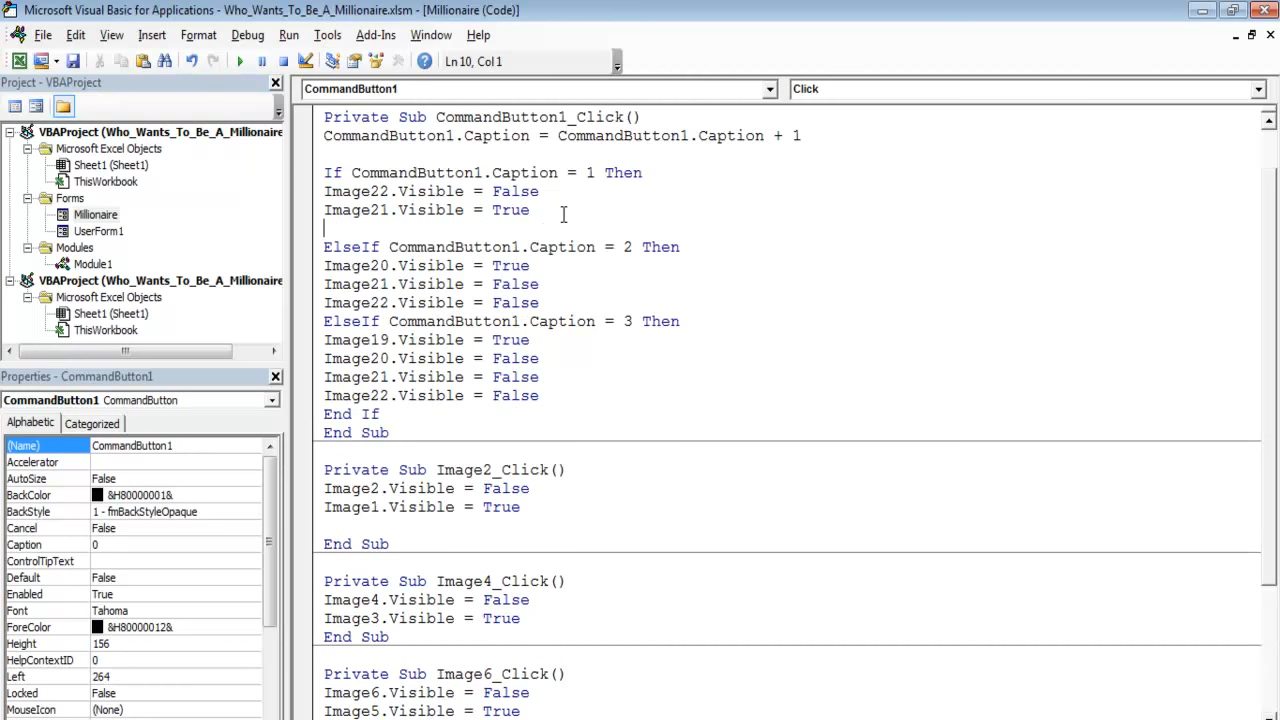 Microsoft Visual Basic for Applications - Who_Wants_To_Be_A_Millionaire.xlsm - [Millionaire (Code)]
File Edit View Insert Format Debug Run Tools Add-Ins Window Help
Ln 10, Col 1
Project - VBAProject
CommandButton1 Click
VBAProject (Who_Wants_To_Be_A_Millionaire
Microsoft Excel Objects
Sheet1 (Sheet1)
ThisWorkbook
Forms
Millionaire
UserForm1
Modules
Module1
VBAProject (Who_Wants_To_Be_A_Millionaire
Microsoft Excel Objects
Sheet1 (Sheet1)
ThisWorkbook
Properties - CommandButton1
CommandButton1 CommandButton
Alphabetic Categorized
(Name) CommandButton1
Accelerator
AutoSize False
BackColor &H80000001&
BackStyle 1 - fmBackStyleOpaque
Cancel False
Caption 0
ControlTipText
Default False
Enabled True
Font Tahoma
ForeColor &H80000012&
Height 156
HelpContextID 0
Left 264
Locked False
MouseIcon (None)
Private Sub CommandButton1_Click()
CommandButton1.Caption = CommandButton1.Caption + 1
If CommandButton1.Caption = 1 Then
Image22.Visible = False
Image21.Visible = True
ElseIf CommandButton1.Caption = 2 Then
Image20.Visible = True
Image21.Visible = False
Image22.Visible = False
ElseIf CommandButton1.Caption = 3 Then
Image19.Visible = True
Image20.Visible = False
Image21.Visible = False
Image22.Visible = False
End If
End Sub
Private Sub Image2_Click()
Image2.Visible = False
Image1.Visible = True
End Sub
Private Sub Image4_Click()
Image4.Visible = False
Image3.Visible = True
End Sub
Private Sub Image6_Click()
Image6.Visible = False
Image5.Visible = True